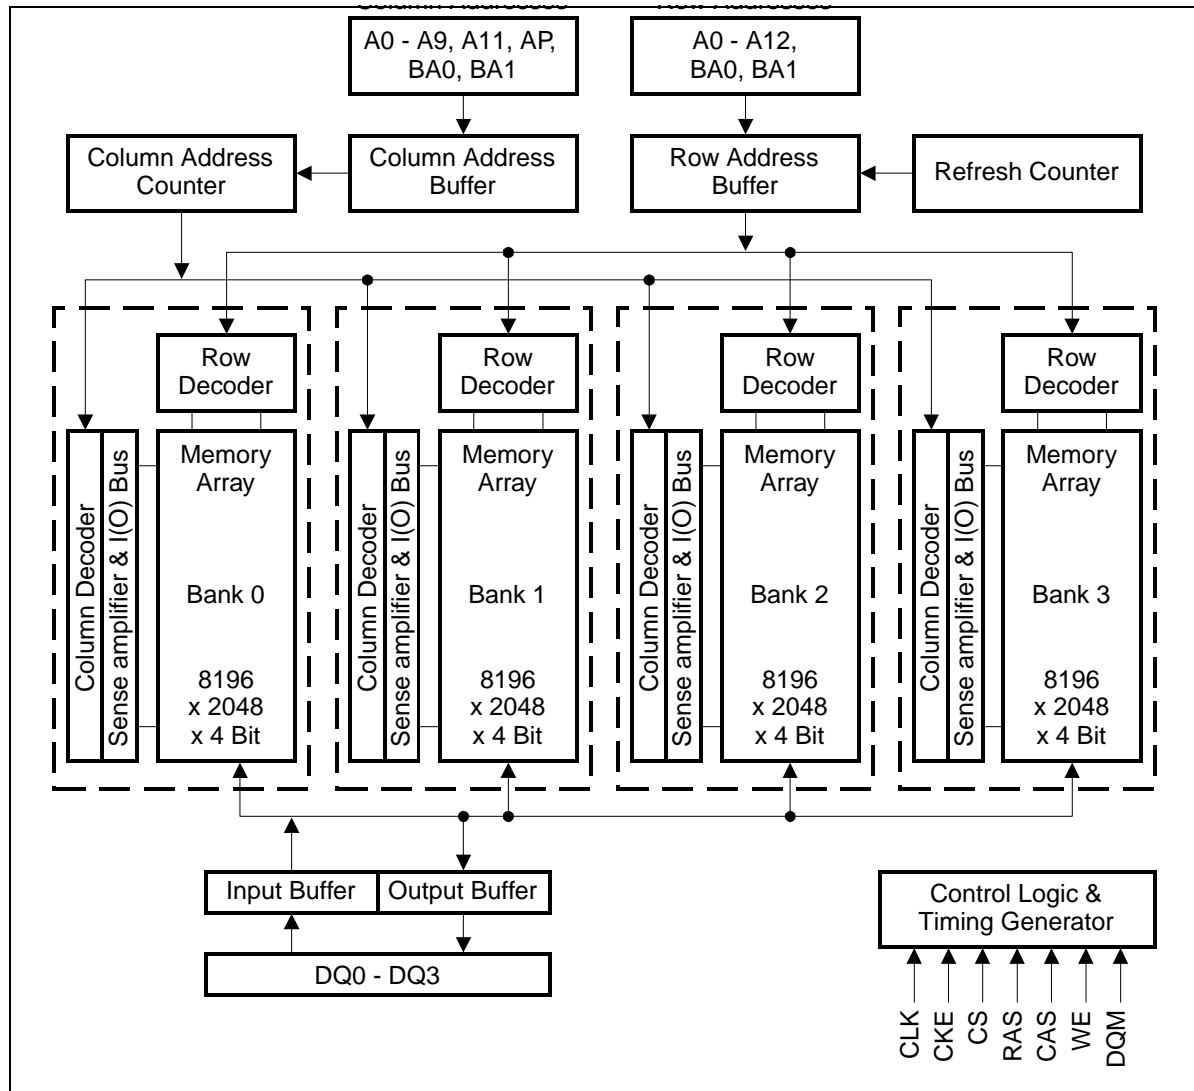 Column Addresses
Row Addresses
A0 - A9, A11, AP,
BA0, BA1
A0 - A12,
BA0, BA1
Column Address
Counter
Column Address
Buffer
Row Address
Buffer
Refresh Counter
Row
Decoder
Row
Decoder
Row
Decoder
Row
Decoder
Column Decoder
Sense amplifier & I(O) Bus
Memory
Array
Bank 0
8196
x 2048
x 4 Bit
Column Decoder
Sense amplifier & I(O) Bus
Memory
Array
Bank 1
8196
x 2048
x 4 Bit
Column Decoder
Sense amplifier & I(O) Bus
Memory
Array
Bank 2
8196
x 2048
x 4 Bit
Column Decoder
Sense amplifier & I(O) Bus
Memory
Array
Bank 3
8196
x 2048
x 4 Bit
Input Buffer
Output Buffer
DQ0 - DQ3
Control Logic &
Timing Generator
CLK
CKE
CS
RAS
CAS
WE
DQM